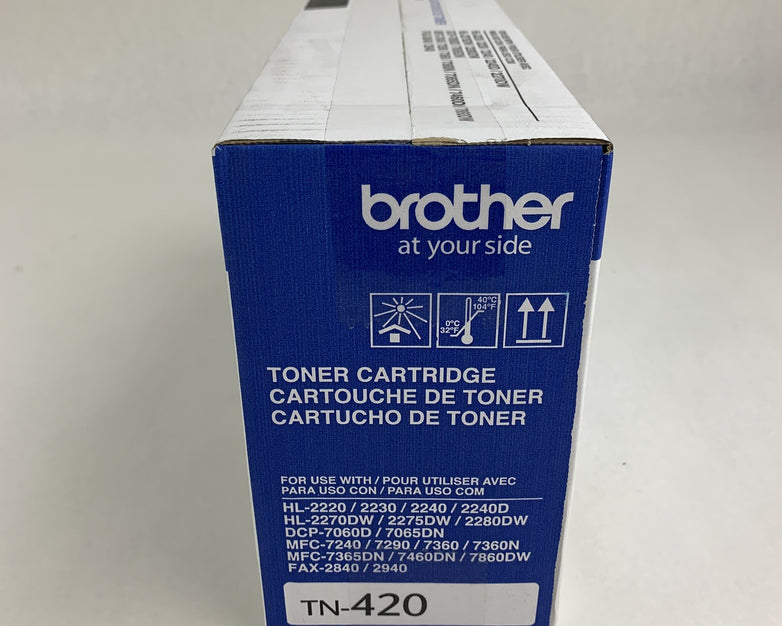 brother
at your side
40°C
104°F
0°C
32°F
TONER CARTRIDGE
CARTOUCHE DE TONER
CARTUCHO DE TONER
FOR USE WITH / POUR UTILISER AVEC
PARA USO CON / PARA USO COM
HL-2220 / 2230 / 2240 / 2240D
HL-2270DW / 2275DW / 2280DW
DCP-7060D / 7065DN
MFC-7240 / 7290 / 7360 / 7360N
MFC-7365DN / 7460DN / 7860DW
FAX-2840 / 2940
TN-420